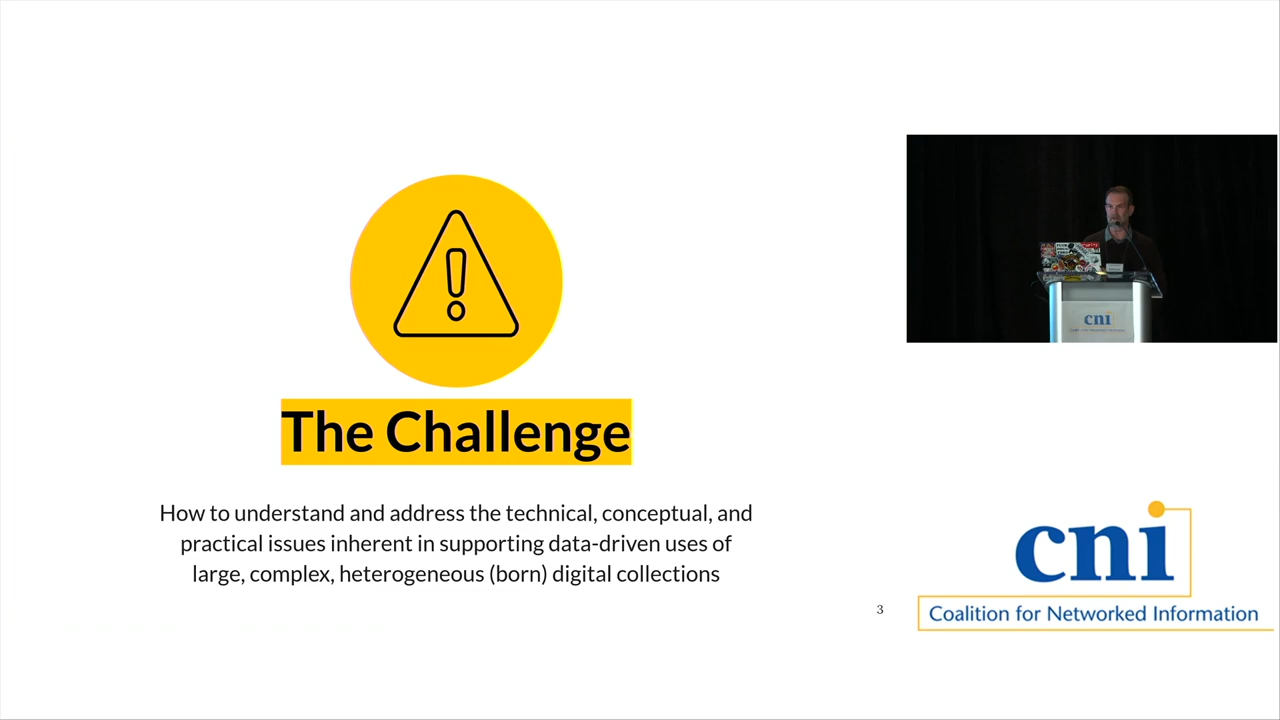 The Challenge
How to understand and address the technical, conceptual, and
practical issues inherent in supporting data-driven uses of
large, complex, heterogeneous (born) digital collections
3
cni
cni
Coalition for Networked Information